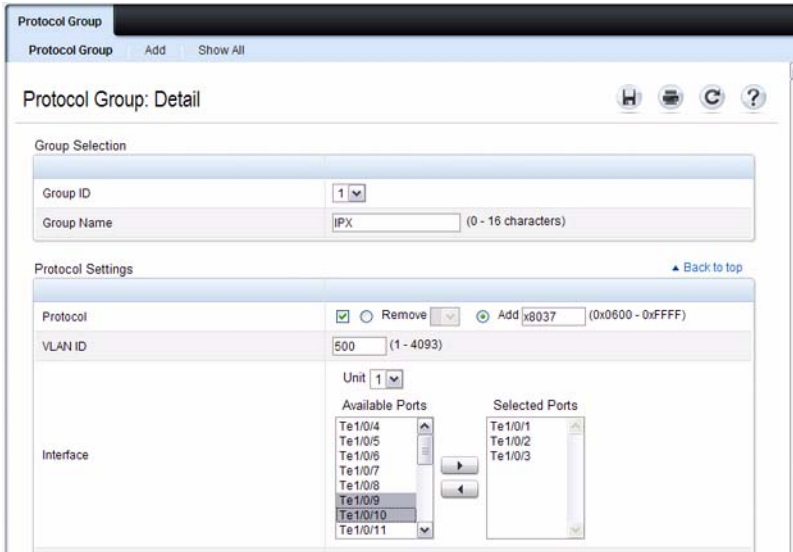 Protocol Group
Protocol Group Add Show All
Protocol Group: Detail
Group Selection
Group ID 1
Group Name IPX (0 - 16 characters)
Protocol Settings Back to top
Protocol Remove Add x8037 (0x0600 - 0xFFFF)
VLAN ID 500 (1 - 4093)
Unit 1
Available Ports Selected Ports
Te1/0/4 Te1/0/1
Te1/0/5 Te1/0/2
Te1/0/6 Te1/0/3
Interface Te1/0/7
Te1/0/8
Te1/0/9
Te1/0/10
Te1/0/11